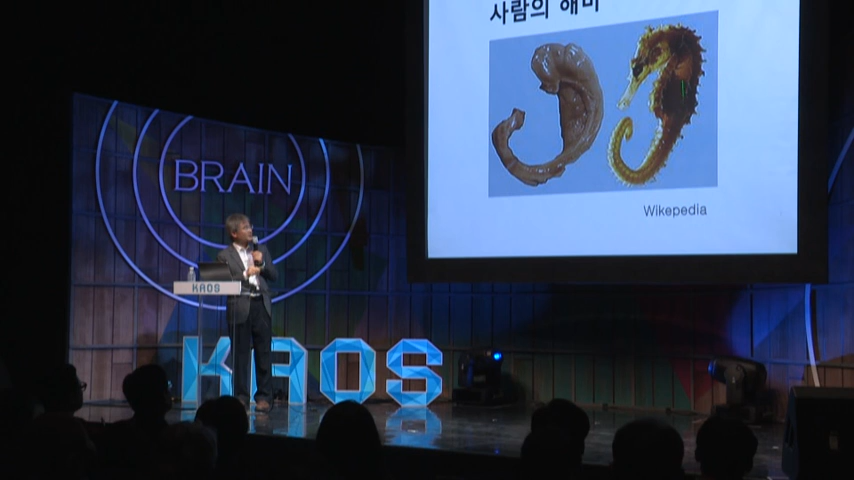 사람의 해마
Wikepedia
BRAIN
KAOS
KAOS